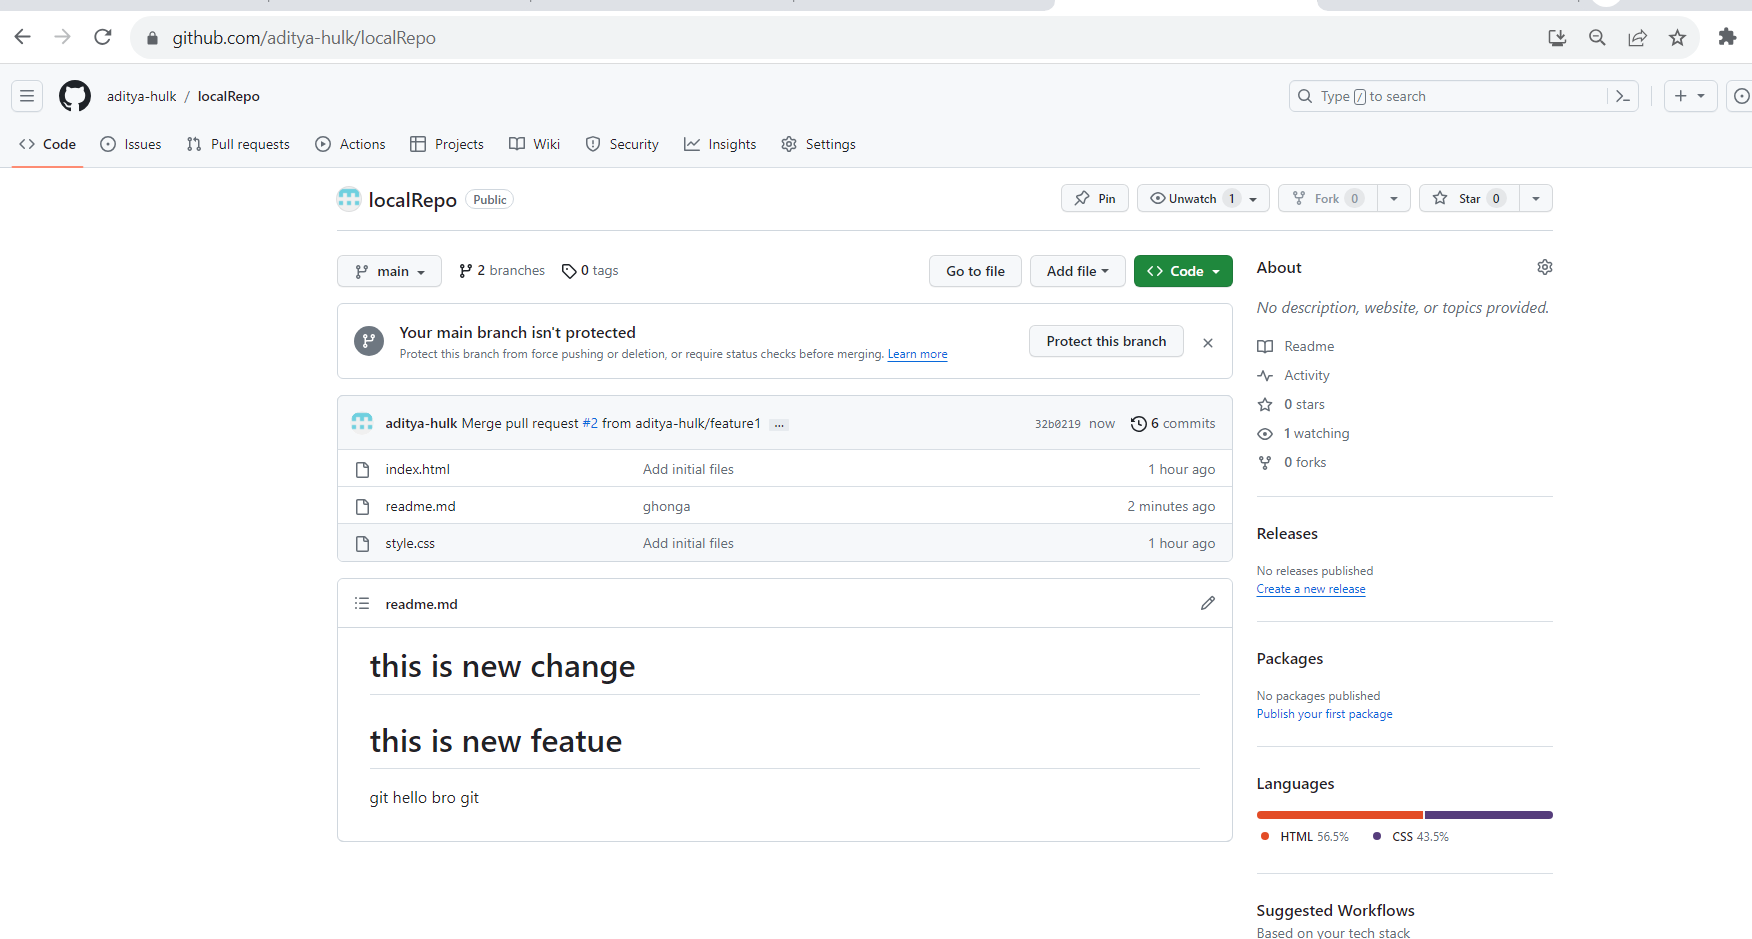 github.com/aditya-hulk/localRepo
aditya-hulk / localRepo
Type / to search
Code Issues Pull requests Actions Projects Wiki Security Insights Settings
localRepo Public
Pin Unwatch 1 Fork 0 Star 0
main 2 branches 0 tags Go to file Add file Code
Your main branch isn't protected
Protect this branch from force pushing or deletion, or require status checks before merging. Learn more
Protect this branch
aditya-hulk Merge pull request #2 from aditya-hulk/feature1 ... 32b0219 now 6 commits
index.html Add initial files 1 hour ago
readme.md ghonga 2 minutes ago
style.css Add initial files 1 hour ago
readme.md
this is new change
this is new featue
git hello bro git
About
No description, website, or topics provided.
Readme
Activity
0 stars
1 watching
0 forks
Releases
No releases published
Create a new release
Packages
No packages published
Publish your first package
Languages
HTML 56.5% CSS 43.5%
Suggested Workflows
Based on your tech stack